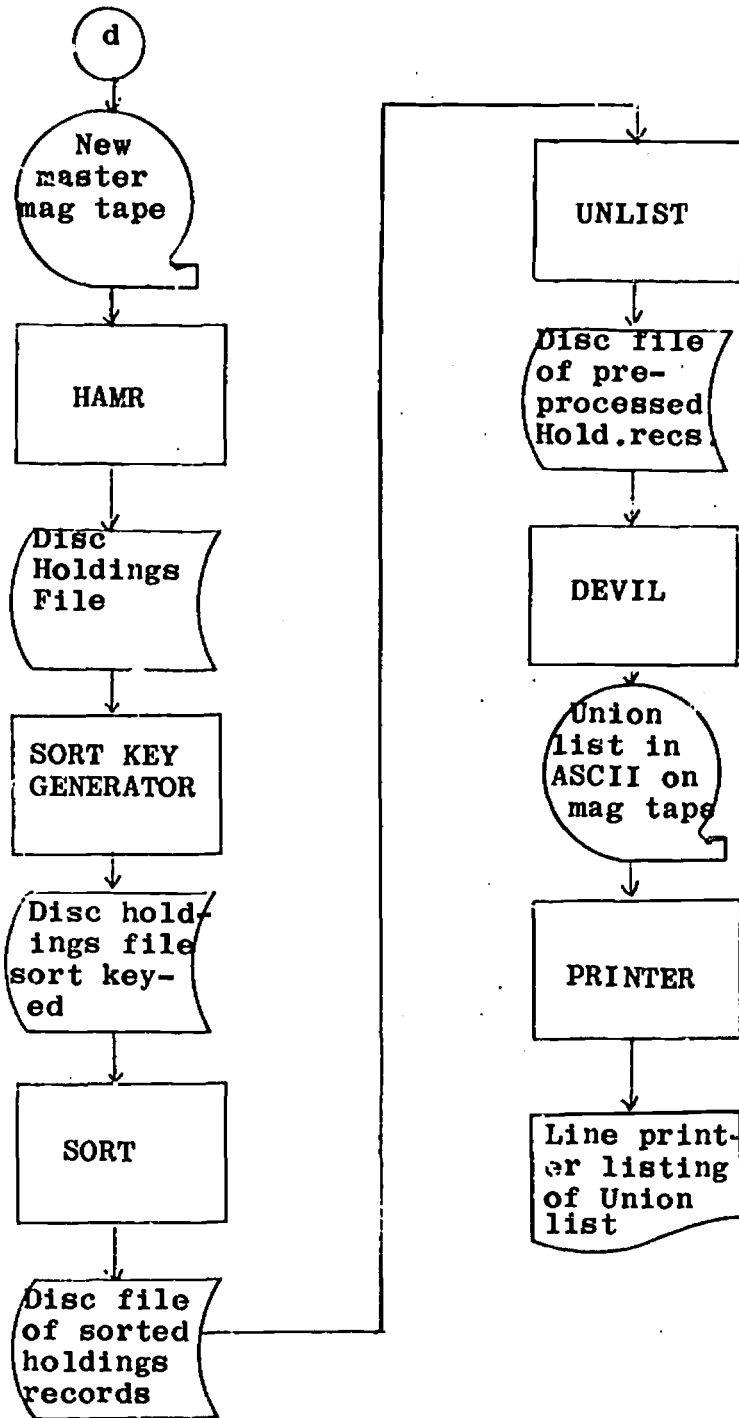 d
New
master
mag tape
HAMR
Disc
Holdings
File
SORT KEY
GENERATOR
Disc hold-
ings file
sort key-
ed
SORT
Disc file
of sorted
holdings
records
UNLIST
Disc file
of pre-
processed
Hold.recs.
DEVIL
Union
list in
ASCII on
mag tape
PRINTER
Line print-
er listing
of Union
list